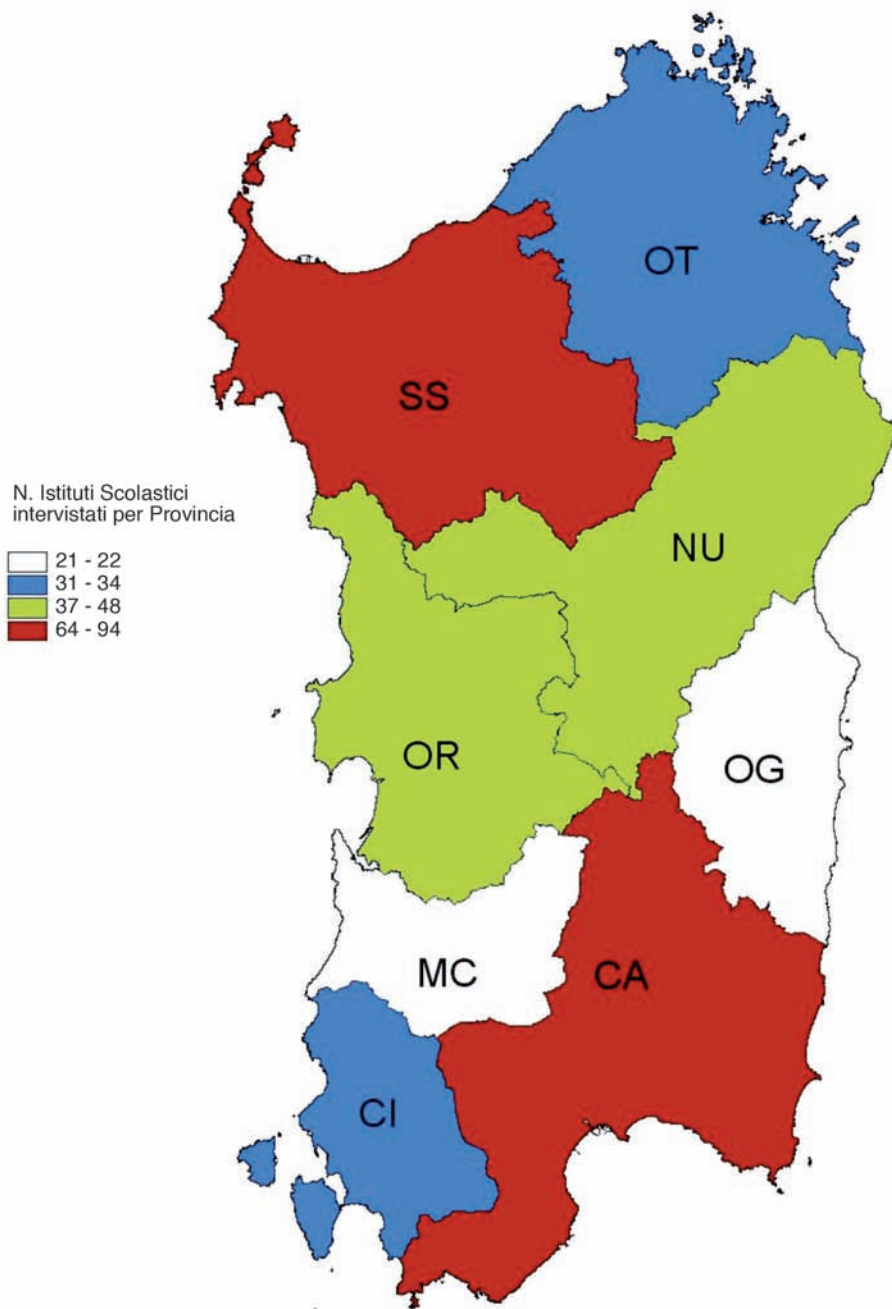 OT
SS
N. Istituti Scolastici
intervistati per Provincia
21 - 22
31 - 34
37 - 48
64 - 94
NU
OR
OG
MC
CA
CI